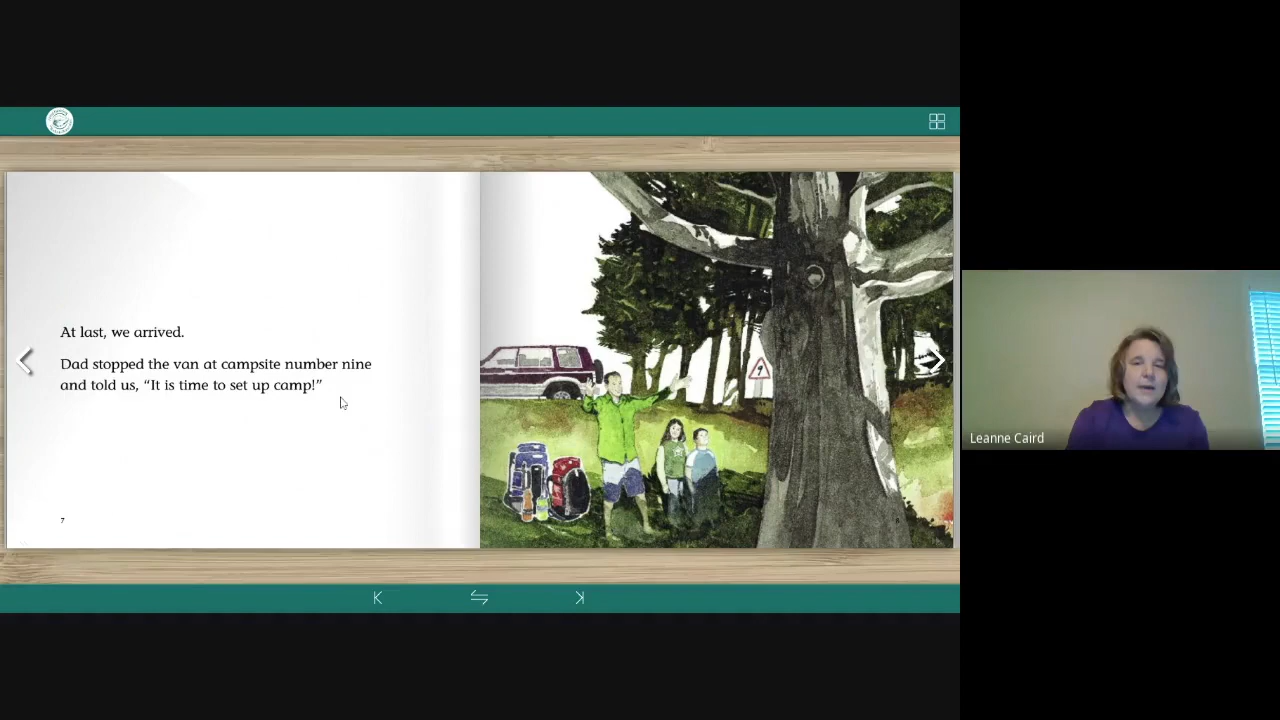 At last, we arrived.
Dad stopped the van at campsite number nine
and told us, “It is time to set up camp!”
7
Leanne Caird